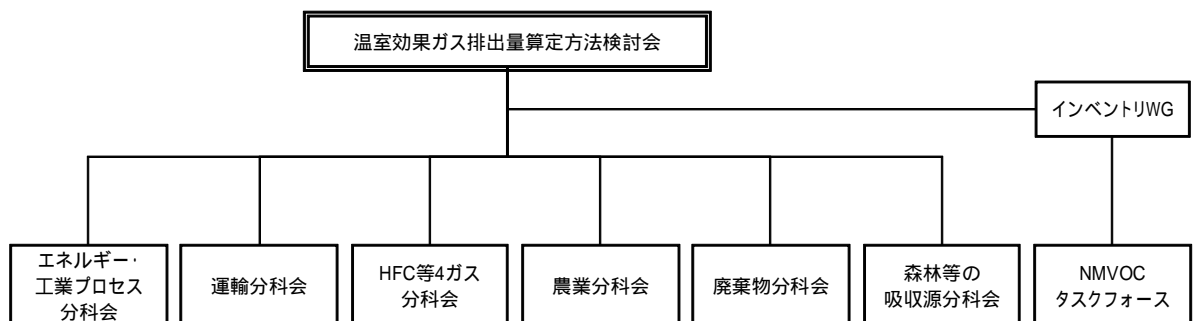 温室効果ガス排出量算定方法検討会
インベントリWG
エネルギー・
工業プロセス
分科会
運輸分科会
HFC等4ガス
分科会
農業分科会
廃棄物分科会
森林等の
吸収源分科会
NMVOC
タスクフォース